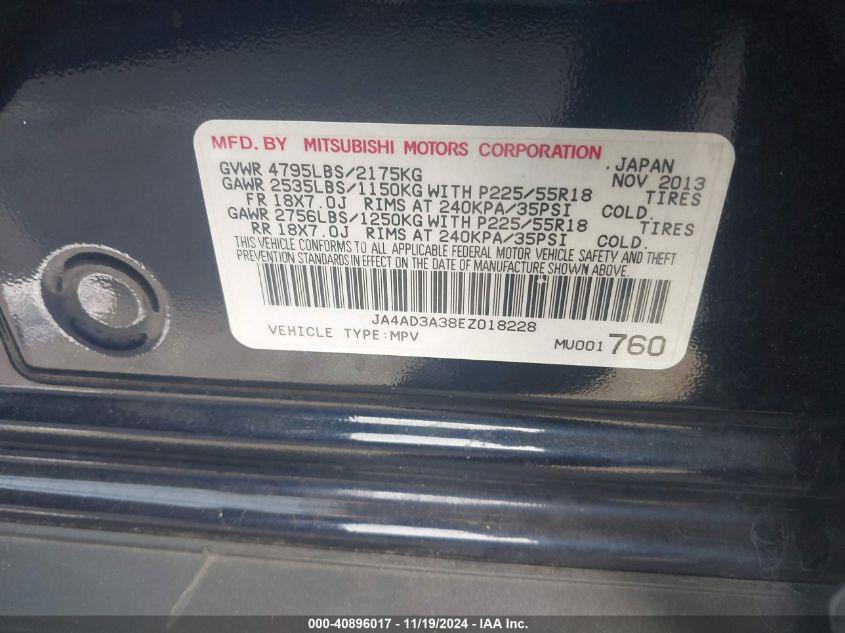 MFD. BY MITSUBISHI MOTORS CORPORATION
. JAPAN
GVWR 4795LBS/2175KG NOV 2013
GAWR 2535LBS/1150KG WITH P225/55R18 TIRES
FR 18X7.0J RIMS AT 240KPA/35PSI COLD.
GAWR 2756LBS/1250KG WITH P225/55R18 TIRES
RR 18X7.0J RIMS AT 240KPA/35PSI COLD.
THIS VEHICLE CONFORMS TO ALL APPLICABLE FEDERAL MOTOR VEHICLE SAFETY AND THEFT
PREVENTION STANDARDS IN EFFECT ON THE DATE OF MANUFACTURE SHOWN ABOVE.
JA4AD3A38EZ018228
VEHICLE TYPE:MPV MU001 760
000-40896017 - 11/19/2024 - IAA Inc.